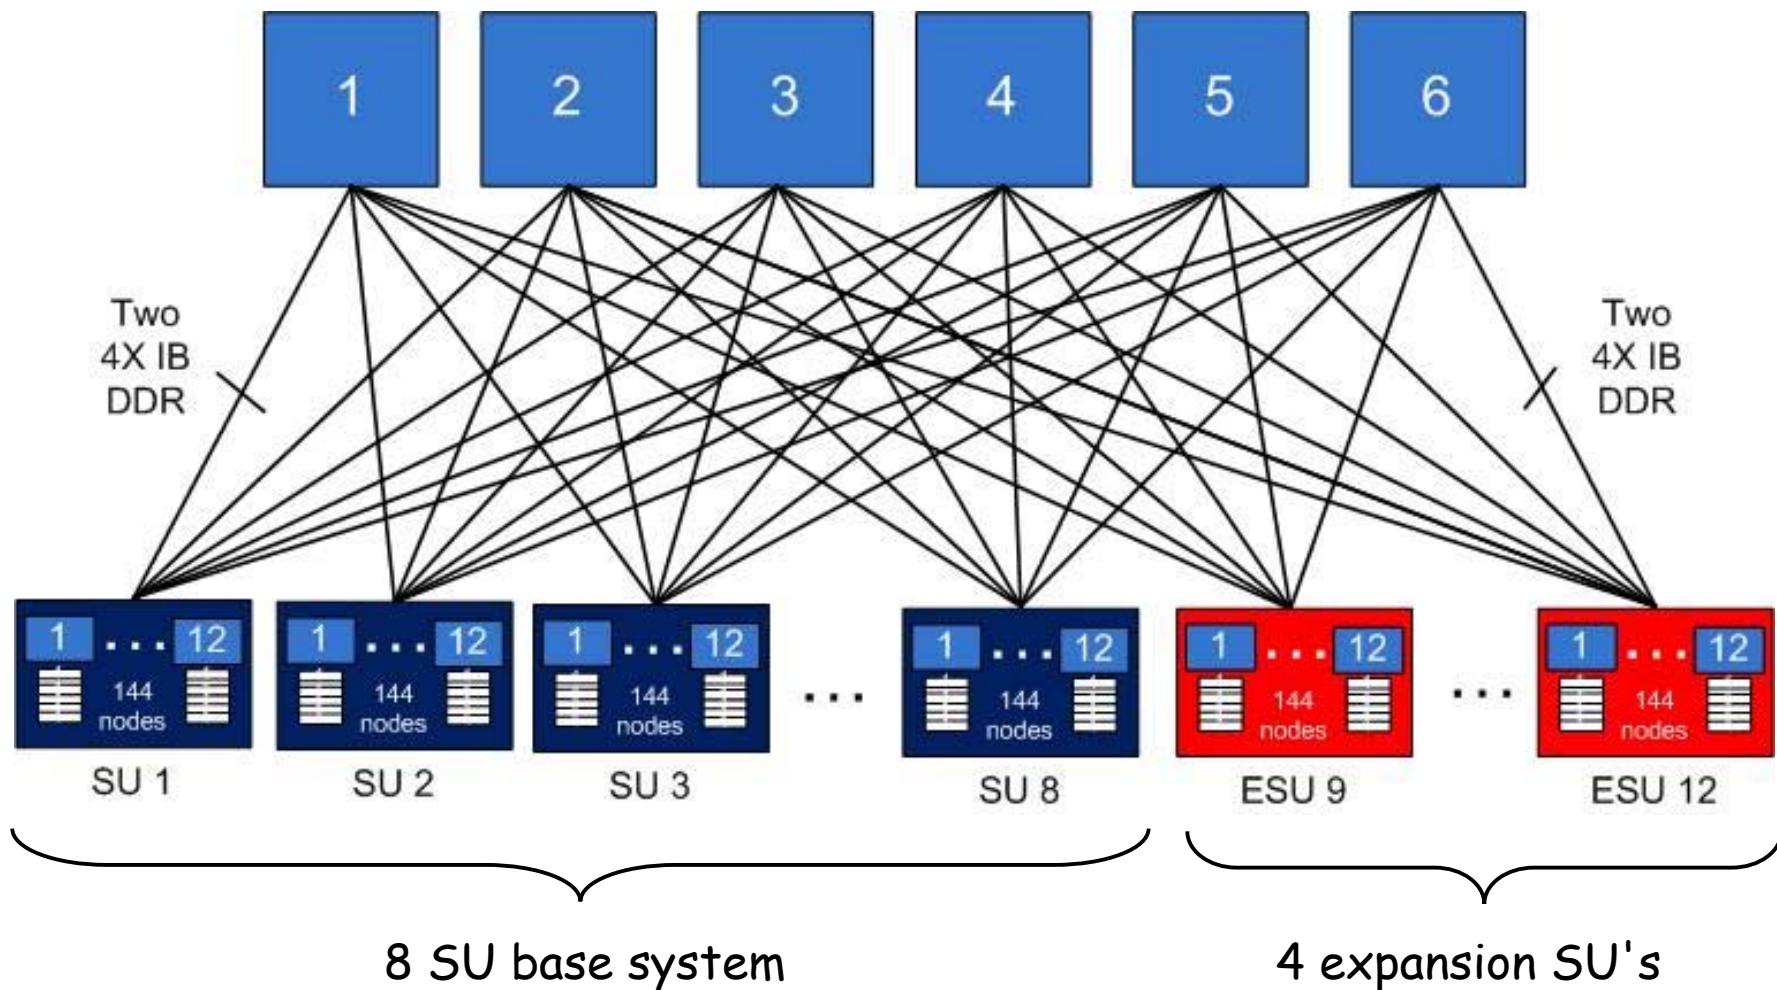 1 2 3 4 5 6
Two
4X IB
DDR
Two
4X IB
DDR
1 ... 12
144
nodes
SU 1
1 ... 12
144
nodes
SU 2
1 ... 12
144
nodes
SU 3
...
1 ... 12
144
nodes
SU 8
1 ... 12
144
nodes
ESU 9
...
1 ... 12
144
nodes
ESU 12
8 SU base system
4 expansion SU's